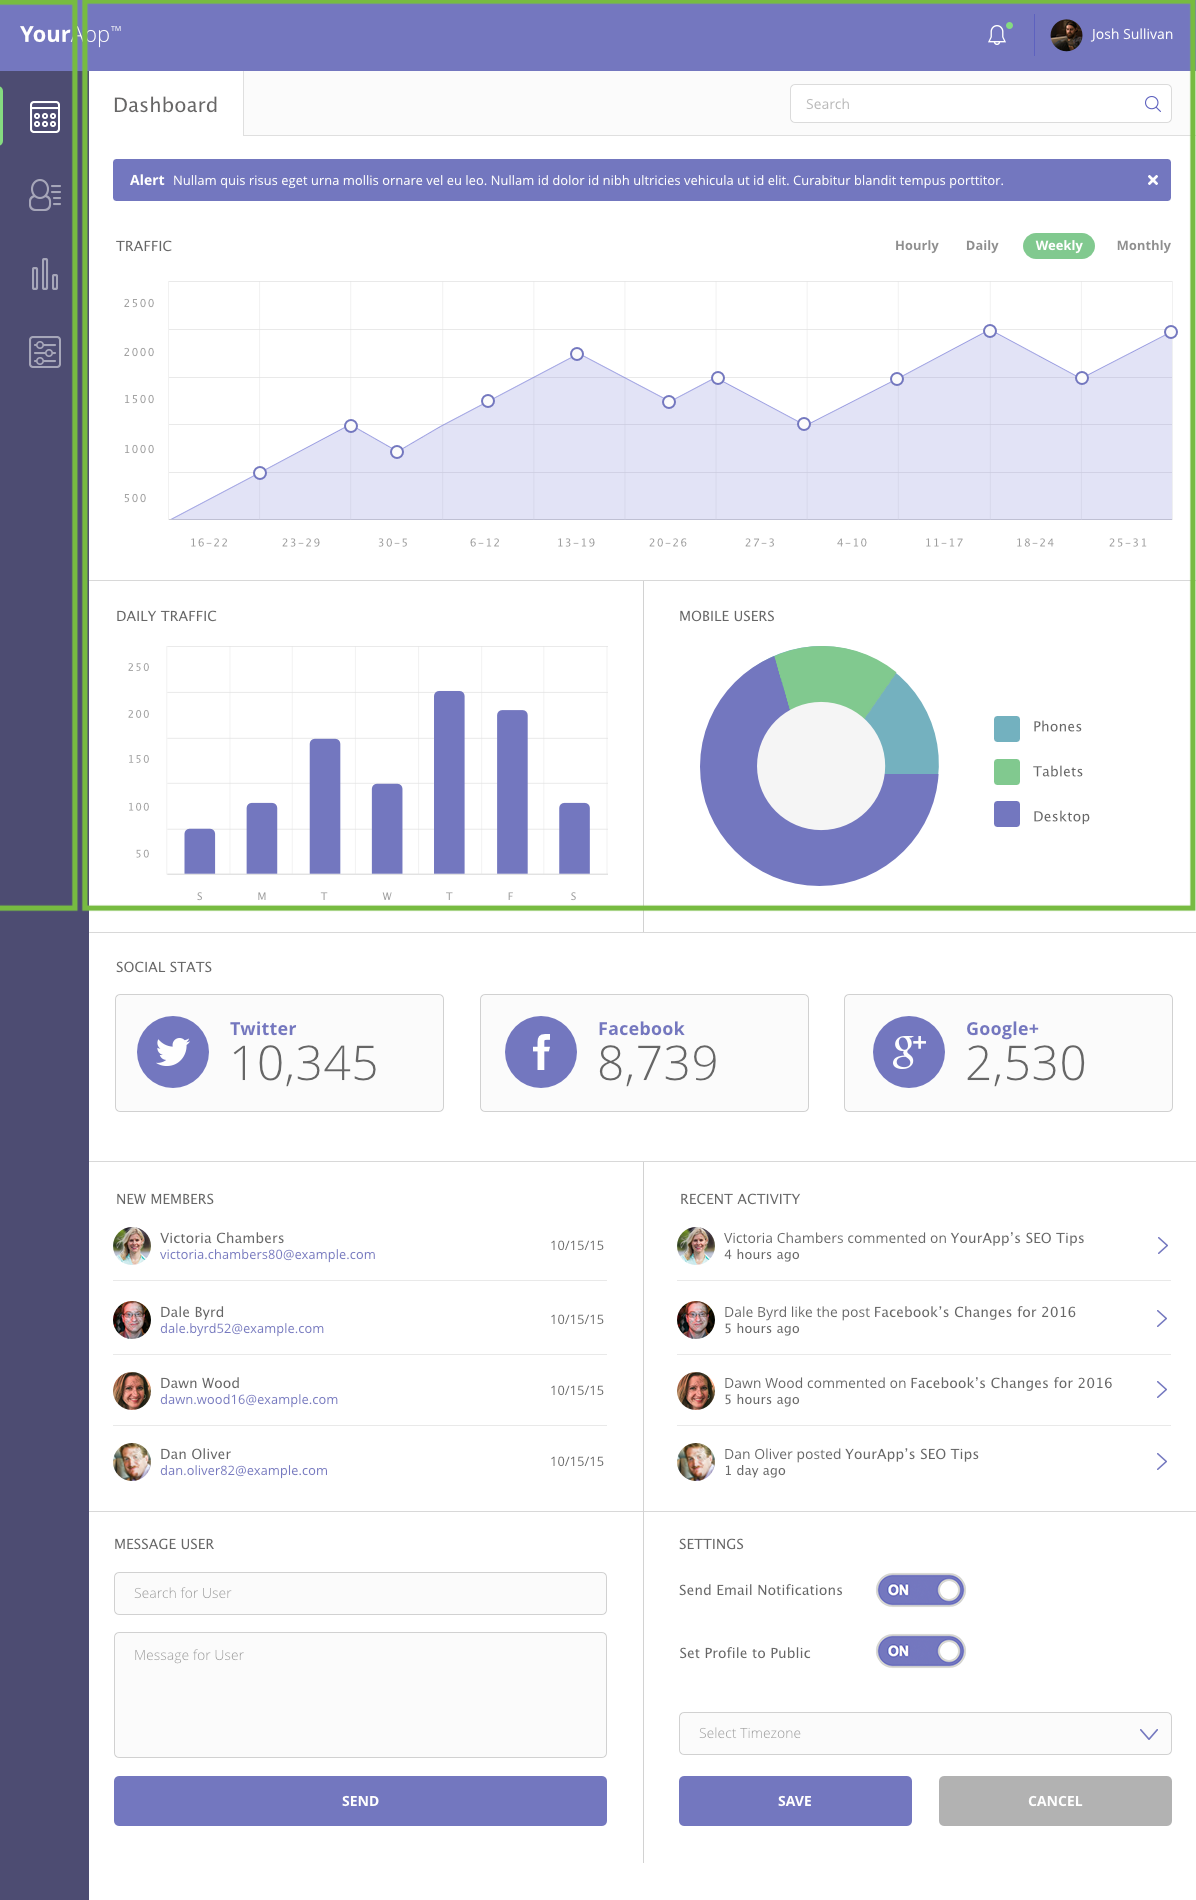 YourApp™
Josh Sullivan
Dashboard
Search
Alert Nullam quis risus eget urna mollis ornare vel eu leo. Nullam id dolor id nibh ultricies vehicula ut id elit. Curabitur blandit tempus porttitor.
TRAFFIC
Hourly Daily Weekly Monthly
2500
2000
1500
1000
500
16-22 23-29 30-5 6-12 13-19 20-26 27-3 4-10 11-17 18-24 25-31
DAILY TRAFFIC
250
200
150
100
50
S M T W T F S
MOBILE USERS
Phones
Tablets
Desktop
SOCIAL STATS
Twitter
10,345
Facebook
8,739
Google+
2,530
NEW MEMBERS
Victoria Chambers
victoria.chambers80@example.com
10/15/15
Dale Byrd
dale.byrd52@example.com
10/15/15
Dawn Wood
dawn.wood16@example.com
10/15/15
Dan Oliver
dan.oliver82@example.com
10/15/15
RECENT ACTIVITY
Victoria Chambers commented on YourApp’s SEO Tips
4 hours ago
Dale Byrd like the post Facebook’s Changes for 2016
5 hours ago
Dawn Wood commented on Facebook’s Changes for 2016
5 hours ago
Dan Oliver posted YourApp’s SEO Tips
1 day ago
MESSAGE USER
Search for User
Message for User
SEND
SETTINGS
Send Email Notifications ON
Set Profile to Public ON
Select Timezone
SAVE CANCEL